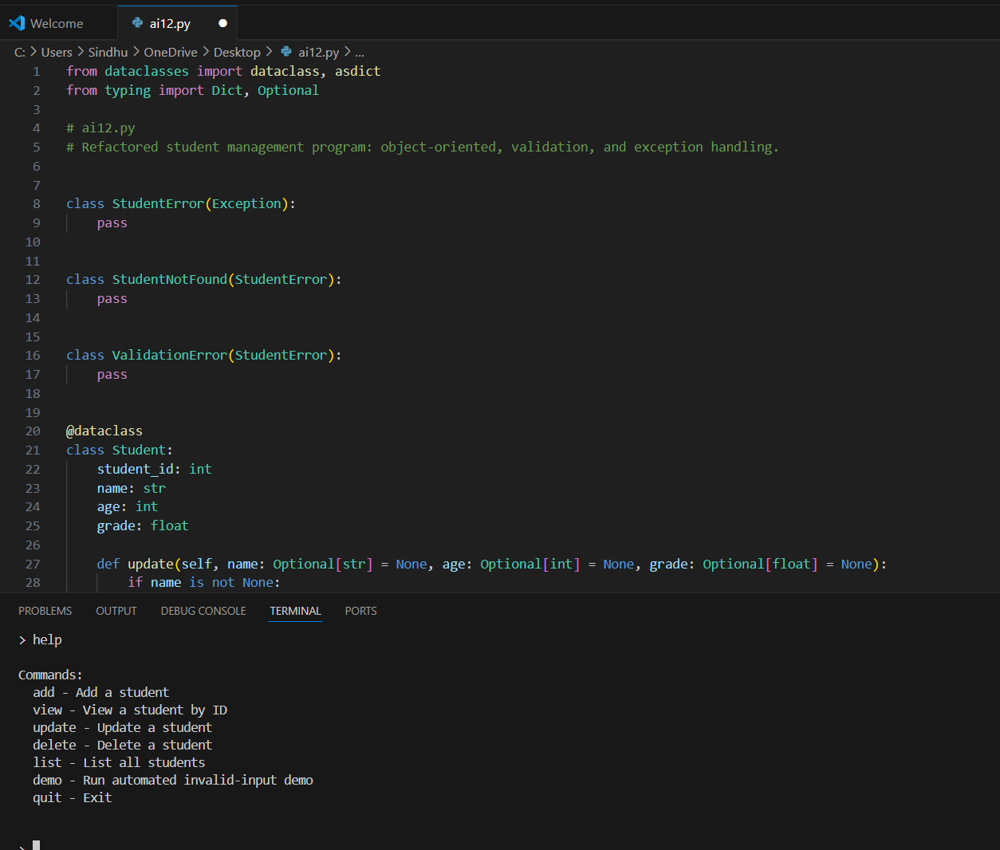 Welcome
ai12.py
C: > Users > Sindhu > OneDrive > Desktop > ai12.py > ...
1 from dataclasses import dataclass, asdict
2 from typing import Dict, Optional
3
4 # ai12.py
5 # Refactored student management program: object-oriented, validation, and exception handling.
6
7
8 class StudentError(Exception):
9     pass
10
11
12 class StudentNotFound(StudentError):
13     pass
14
15
16 class ValidationError(StudentError):
17     pass
18
19
20 @dataclass
21 class Student:
22     student_id: int
23     name: str
24     age: int
25     grade: float
26
27     def update(self, name: Optional[str] = None, age: Optional[int] = None, grade: Optional[float] = None):
28         if name is not None:
PROBLEMS OUTPUT DEBUG CONSOLE TERMINAL PORTS
> help
Commands:
  add - Add a student
  view - View a student by ID
  update - Update a student
  delete - Delete a student
  list - List all students
  demo - Run automated invalid-input demo
  quit - Exit
>